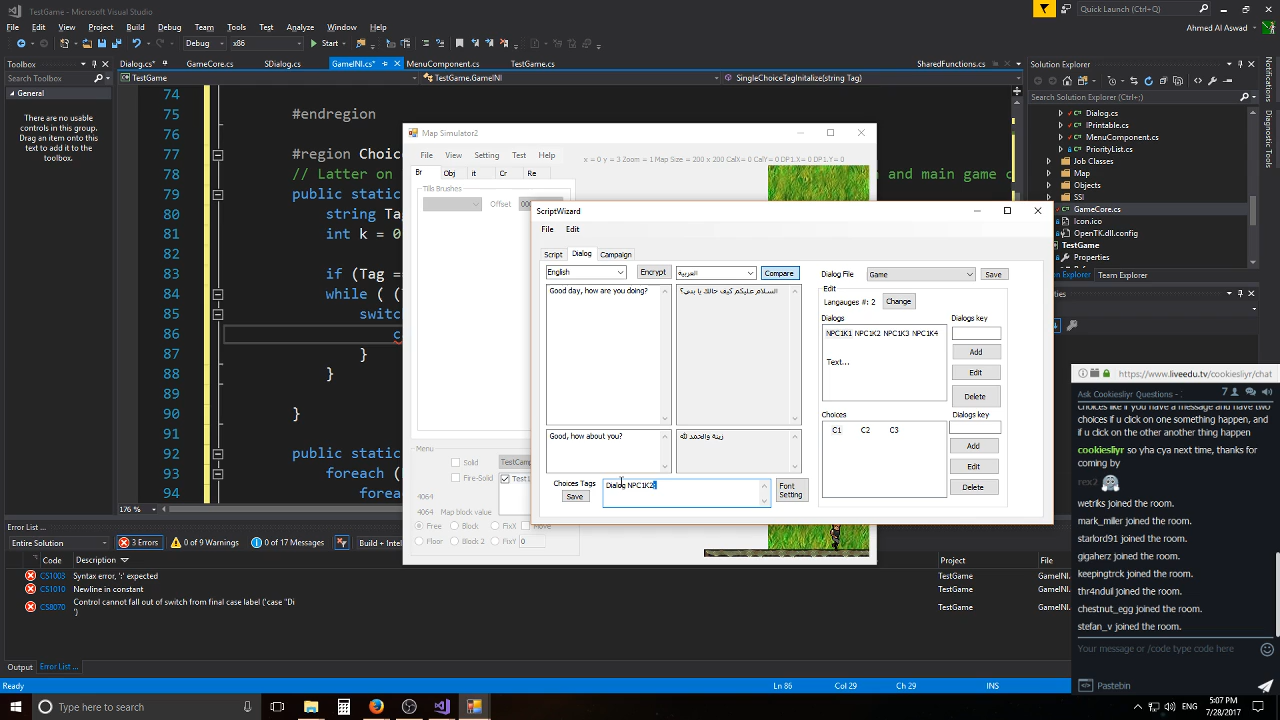 TestGame - Microsoft Visual Studio
Quick Launch (Ctrl+Q)
File Edit View Project Build Debug Team Tools Test Analyze Window Help
Ahmed Al Aswad
Debug x86 Start
Toolbox
Search Toolbox
General
There are no usable
controls in this group.
Drag an item onto this
text to add it to the
toolbox.
Dialog.cs* GameCore.cs SDialog.cs GameINI.cs* MenuComponent.cs TestGame.cs SharedFunctions.cs
TestGame TestGame.GameINI SingleChoiceTagInitalize(string Tag)
74
75 #endregion
76
77 #region Choic
78 // Latter on s and main game c
79 public static
80 string Ta
81 int K = 0
82
83 if (Tag =
84 while ( (T
85 switc
86 c
87 }
88 }
89
90 }
91
92 public static
93 foreach (
94 forea
176 %
Map Simulator2
File View Setting Test Help
x = 0 y = 3 Zoom = 1 Map Size = 200 x 200 CalX= 0 CalY= 0 DP1.X= 0 DP1.Y= 0
Br Obj it Cr Re
Tills Brushes
Offset 000
Menu
Solid TestCamp
Fire-Solid Test1
4064
4064 Map block value
Free Block FixX Move
Floor Block 2 FixY 0
ScriptWizard
File Edit
Script Dialog Campaign
English Encrypt العربية Compare
Good day, how are you doing?
السلام عليكم كيف حالك يا بني؟
Good, how about you?
Choices Tags
Save
Dialog NPC1K2;
Font
Setting
Dialog File Game Save
Edit
Langauges #: 2 Change
Dialogs Dialogs key
NPC1K1 NPC1K2 NPC1K3 NPC1K4
Text...
Add
Edit
Delete
Choices Dialogs key
C1 C2 C3
Add
Edit
Delete
Solution Explorer
Search Solution Explorer (Ctrl+;)
Dialog.cs
IPrintable.cs
MenuComponent.cs
PriorityList.cs
Job Classes
Map
Objects
SSI
GameCore.cs
Icon.ico
OpenTK.dll.config
TestGame
Properties
Notifications
https://www.liveedu.tv/cookiesliyr/chat
Ask Cookiesliyr Questions - 7
choices like if you have a message and have two
choices if u click on one something happen, and
if u click on the other another thing happen
cookiesliyr so yha cya next time, thanks for
coming by
rex2
wetriks joined the room.
mark_miller joined the room.
starlord91 joined the room.
gigaherz joined the room.
keepingtrck joined the room.
thr4ndul joined the room.
chestnut_egg joined the room.
stefan_v joined the room.
Your message or /code type code here
Pastebin
Error List ...
Entire Solution 3 Errors 0 of 9 Warnings 0 of 17 Messages Build + Intell
Code Description Project File
CS1003 Syntax error, ':' expected TestGame GameINI.
CS1010 Newline in constant TestGame GameINI.
CS8070 Control cannot fall out of switch from final case label ('case "Di TestGame GameINI.
')
Output Error List ...
Ready Ln 86 Col 29 Ch 29 INS
Type here to search
ENG 5:07 PM
7/28/2017